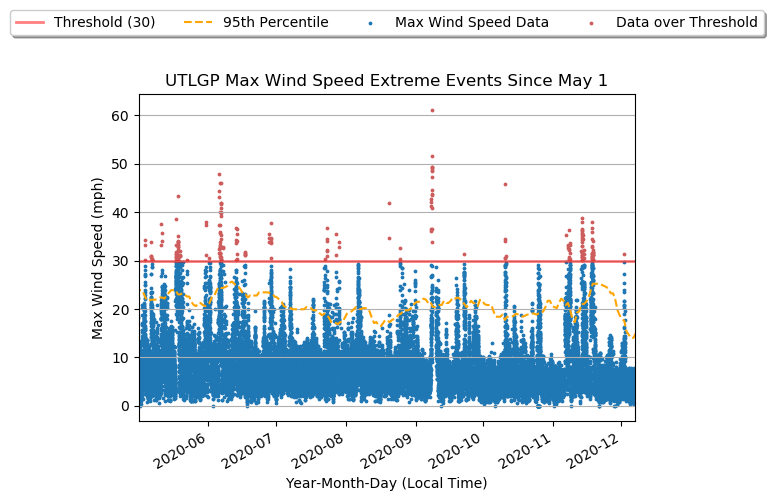 Threshold (30) 95th Percentile Max Wind Speed Data Data over Threshold
UTLGP Max Wind Speed Extreme Events Since May 1
Max Wind Speed (mph)
60
50
40
30
20
10
0
2020-06 2020-07 2020-08 2020-09 2020-10 2020-11 2020-12
Year-Month-Day (Local Time)